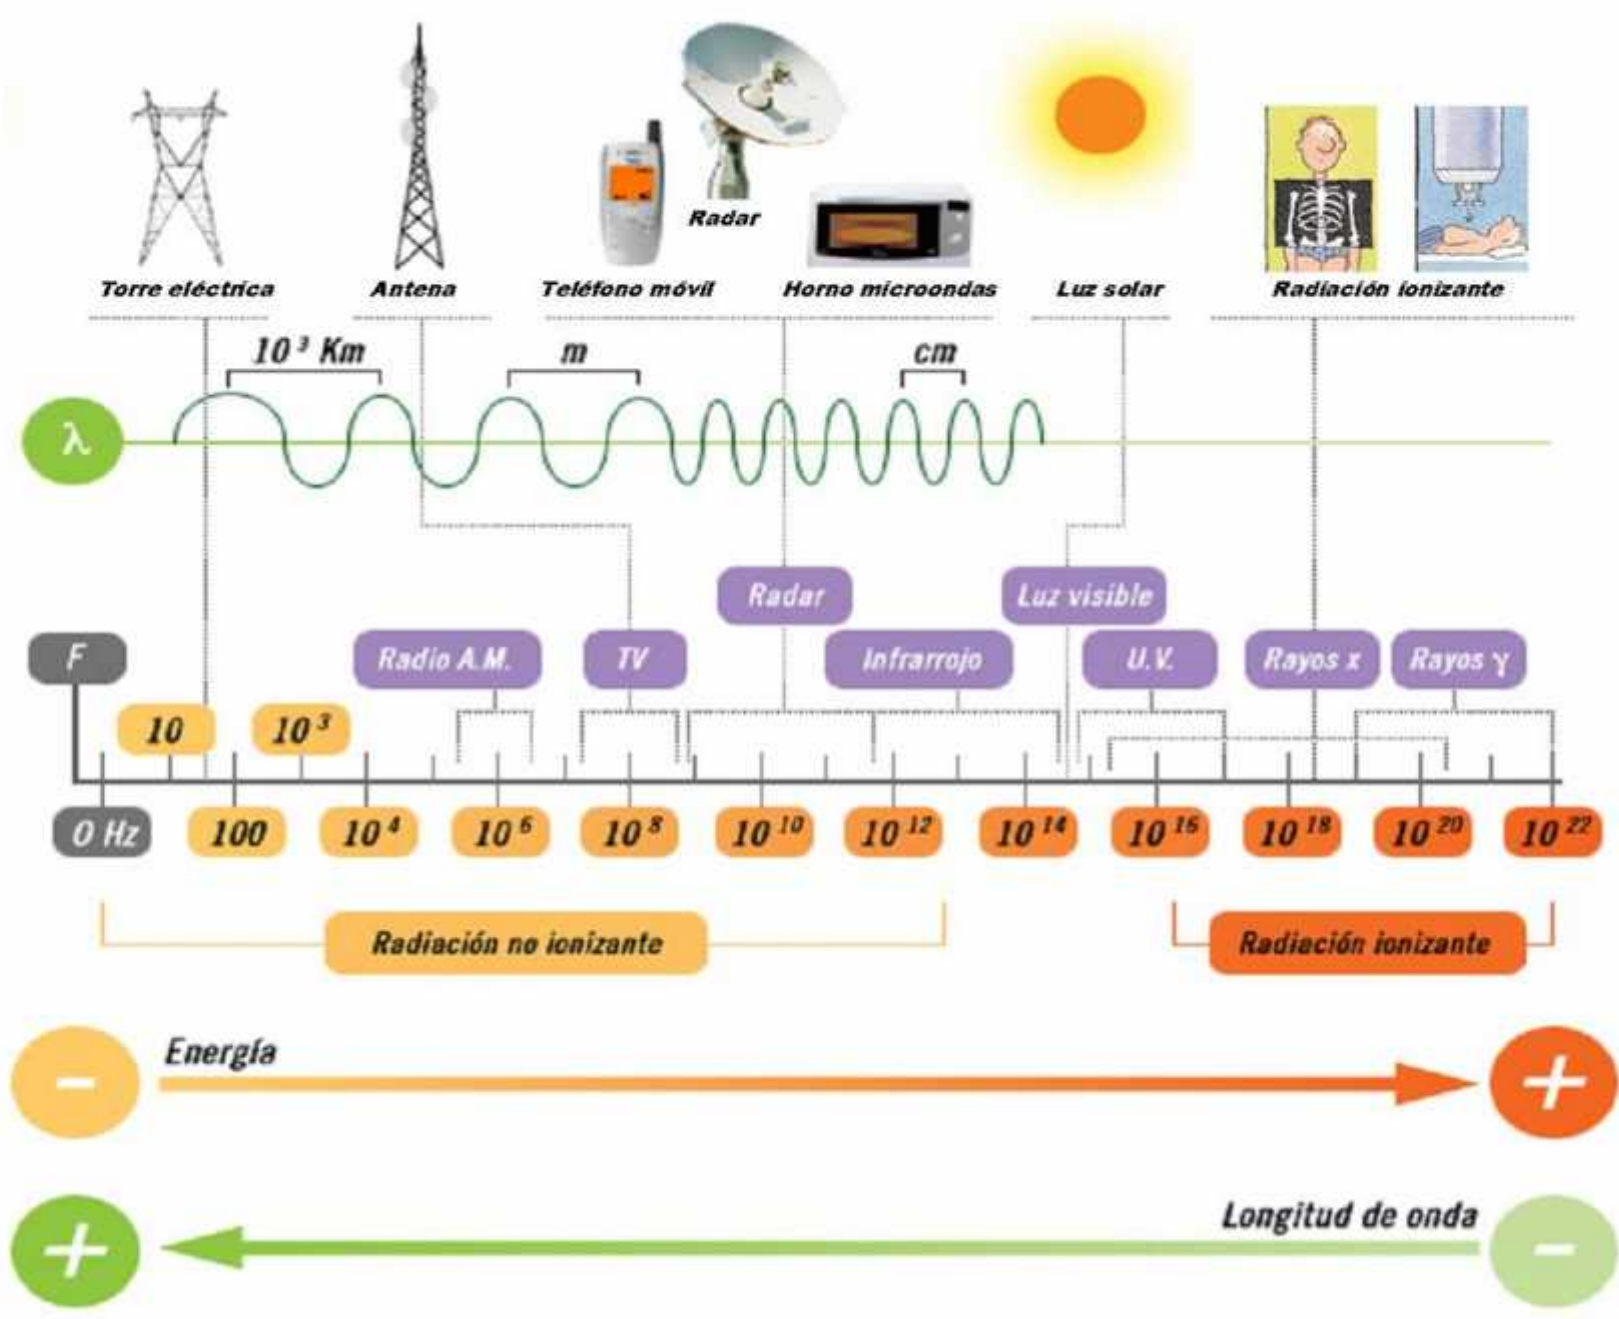 Radar
Torre eléctrica
Antena
Teléfono móvil
Horno microondas
Luz solar
Radiación ionizante
10³ Km
m
cm
λ
Radar
Luz visible
F
Radio A.M.
TV
Infrarrojo
U.V.
Rayos x
Rayos γ
10
10³
0 Hz
100
10⁴
10⁶
10⁸
10¹⁰
10¹²
10¹⁴
10¹⁶
10¹⁸
10²⁰
10²²
Radiación no ionizante
Radiación ionizante
Energía
-
+
Longitud de onda
+
-